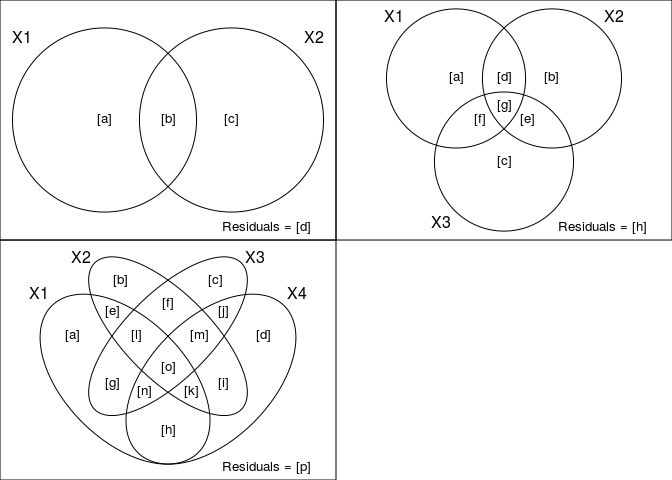 X1 X2
[a] [b] [c]
Residuals = [d]
X1 X2
[a] [d] [b]
[g]
[f] [e]
[c]
X3
Residuals = [h]
X2 X3
X1 X4
[b] [c]
[e] [f] [j]
[a] [l] [m] [d]
[o]
[g] [n] [k] [i]
[h]
Residuals = [p]